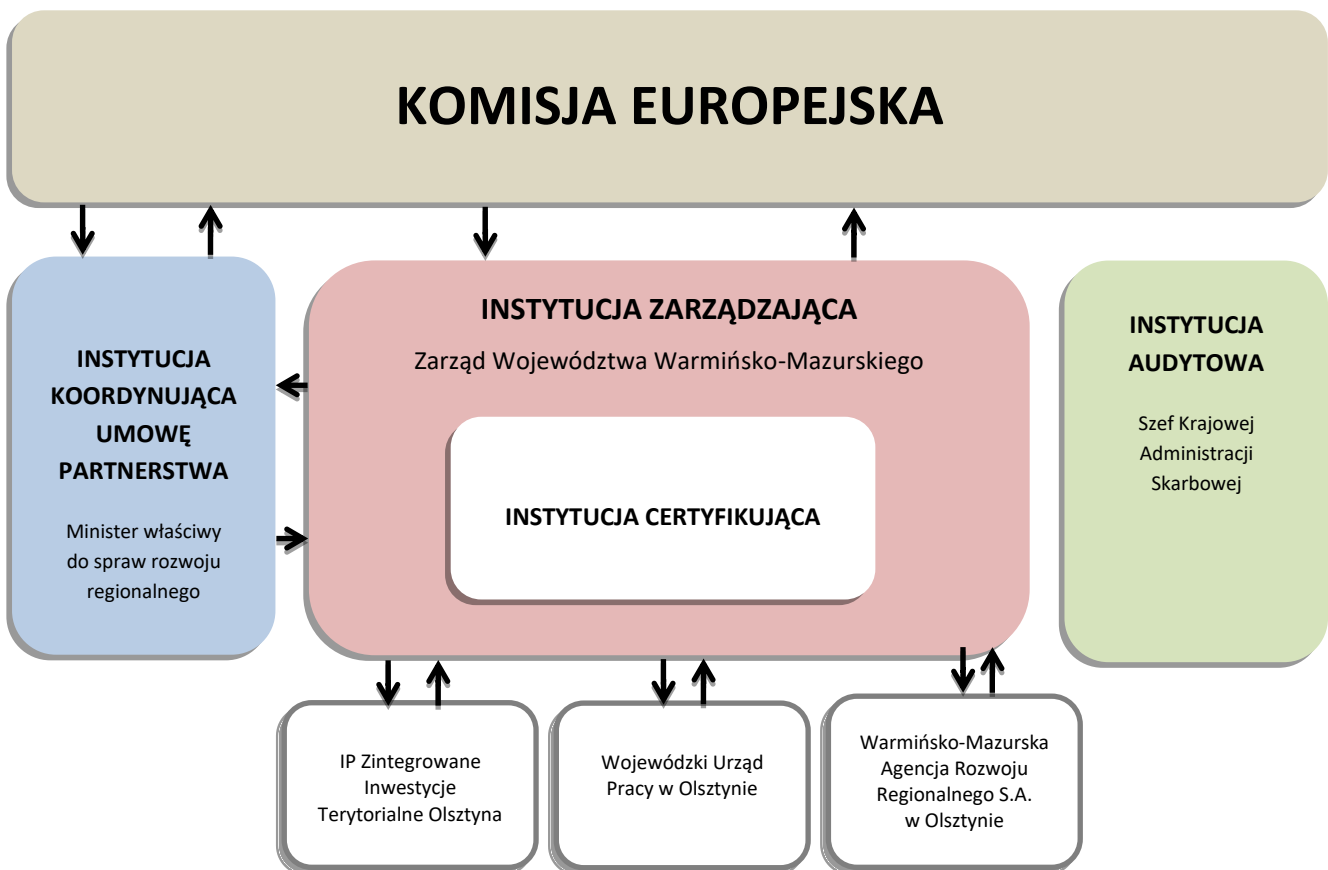 KOMISJA EUROPEJSKA
INSTYTUCJA
KOORDYNUJĄCA
UMOWĘ
PARTNERSTWA
Minister właściwy
do spraw rozwoju
regionalnego
INSTYTUCJA ZARZĄDZAJĄCA
Zarząd Województwa Warmińsko-Mazurskiego
INSTYTUCJA CERTYFIKUJĄCA
INSTYTUCJA
AUDYTOWA
Szef Krajowej
Administracji
Skarbowej
IP Zintegrowane
Inwestycje
Terytorialne Olsztyna
Wojewódzki Urząd
Pracy w Olsztynie
Warmińsko-Mazurska
Agencja Rozwoju
Regionalnego S.A.
w Olsztynie